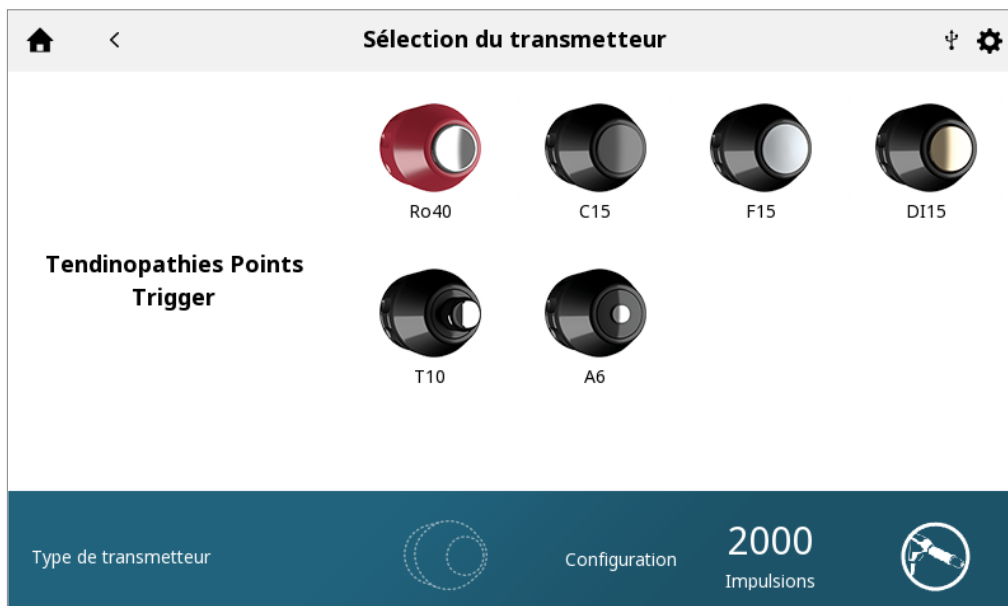 Sélection du transmetteur
Ro40
C15
F15
DI15
Tendinopathies Points
Trigger
T10
A6
Type de transmetteur
Configuration
2000
Impulsions